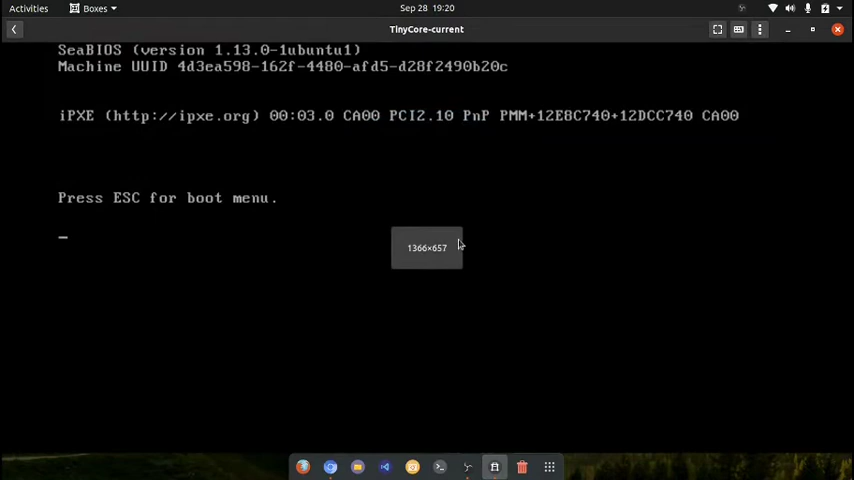 Activities Boxes Sep 28 19:20
TinyCore-current
SeaBIOS (version 1.13.0-1ubuntu1)
Machine UUID 4d3ea598-162f-4480-afd5-d28f2490b20c
iPXE (http://ipxe.org) 00:03.0 CA00 PCI2.10 PnP PMM+12E8C740+12DCC740 CA00
Press ESC for boot menu.
1366×657